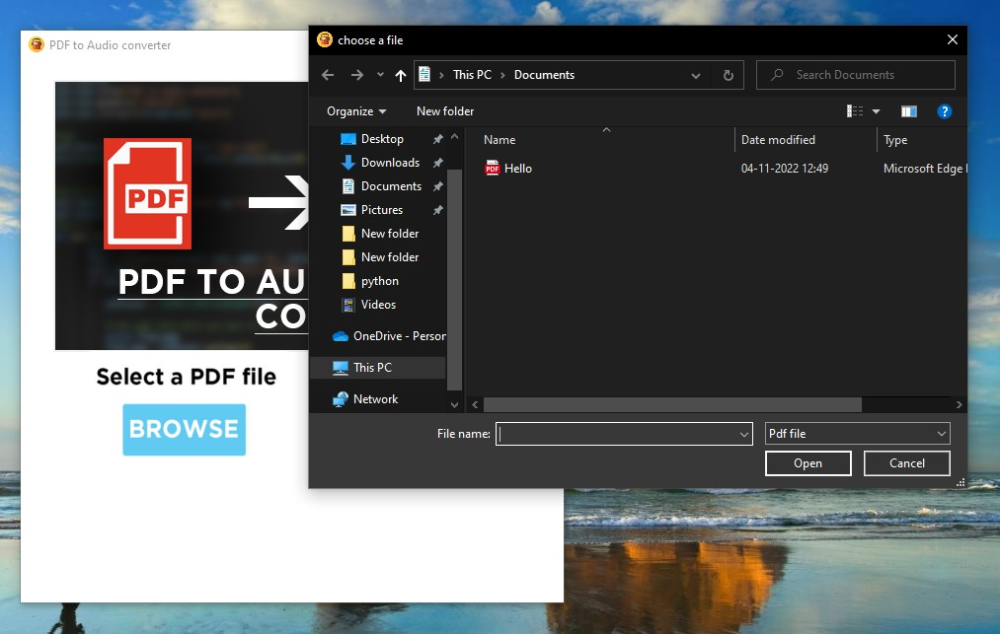 PDF to Audio converter
PDF
PDF TO AU
CO
Select a PDF file
BROWSE
choose a file
This PC > Documents
Search Documents
Organize New folder
?
Desktop
Downloads
Documents
Pictures
New folder
New folder
python
Videos
OneDrive - Person
This PC
Network
Name Date modified Type
PDF Hello 04-11-2022 12:49 Microsoft Edge
File name: Pdf file
Open Cancel